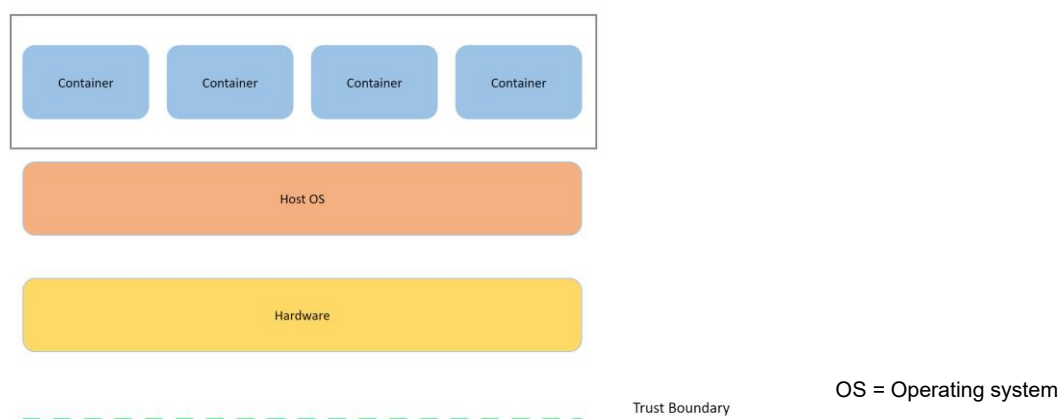 Container Container Container Container
Host OS
Hardware
OS = Operating system
Trust Boundary